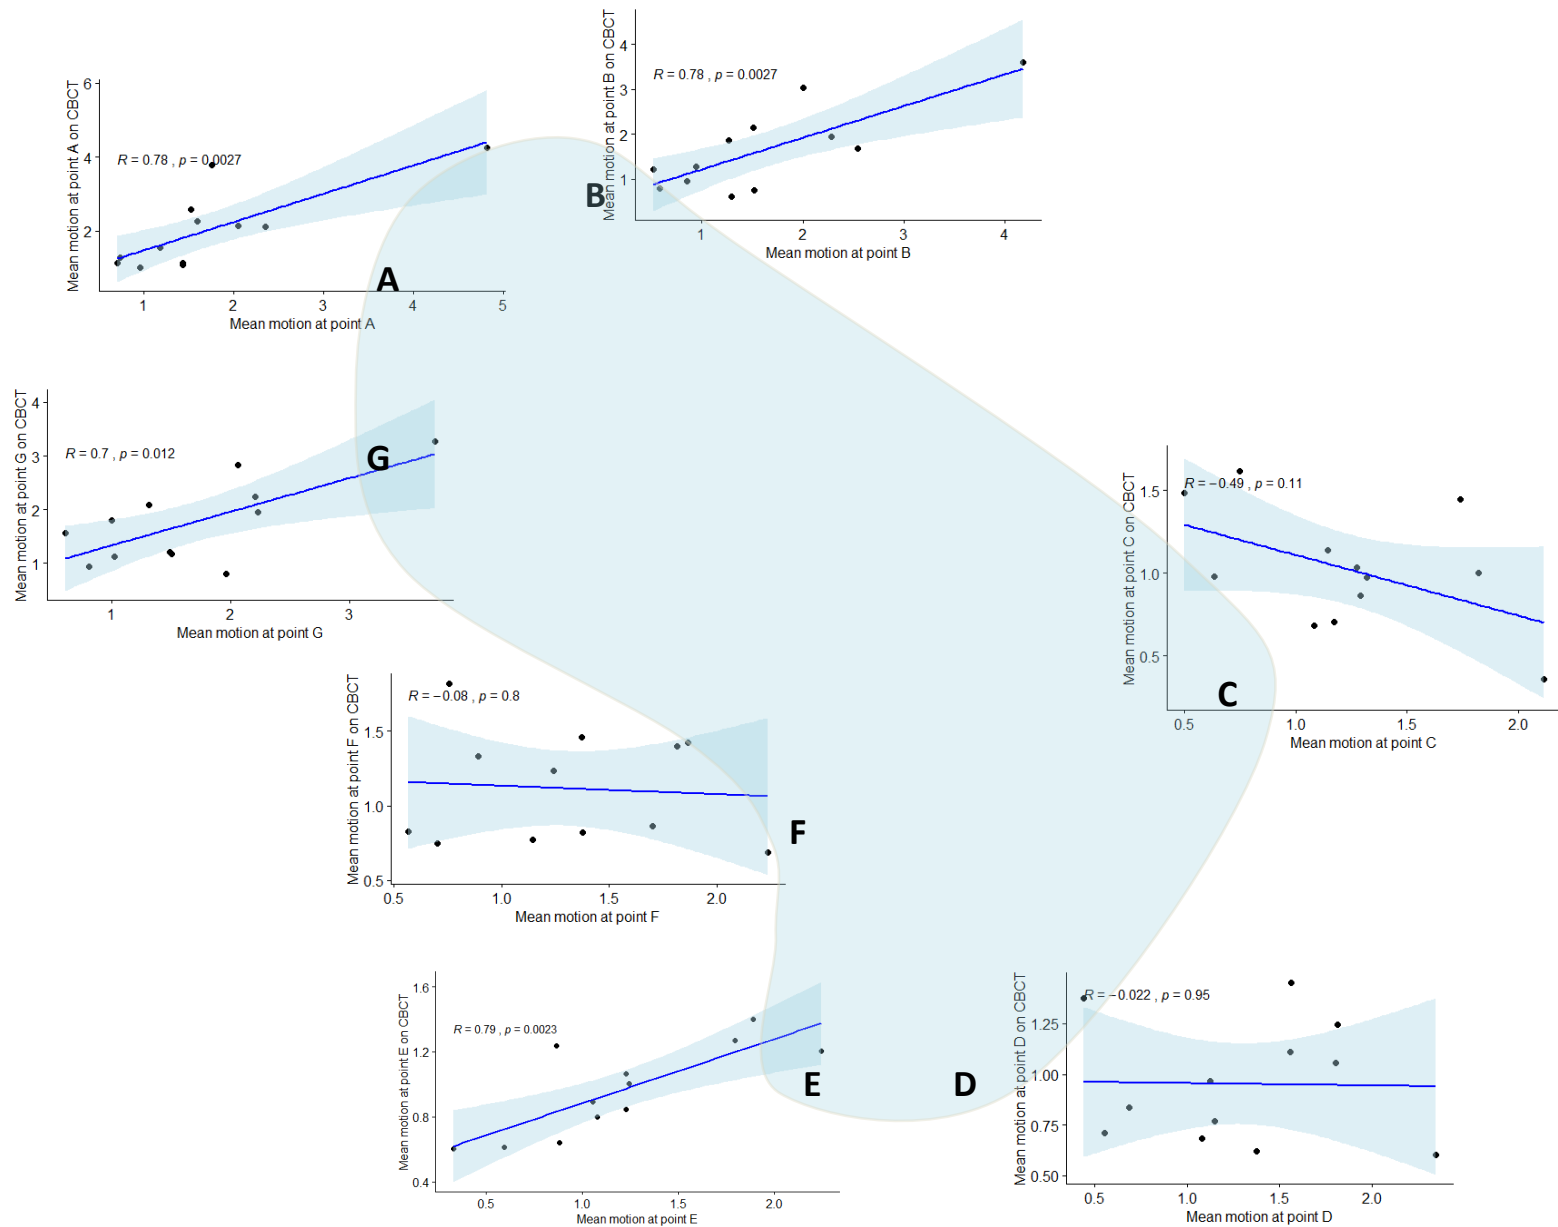 Mean motion at point A on CBCT
6
4
2
R = 0.78 , p = 0.0027
1 2 3 4 5
Mean motion at point A
A
Mean motion at point B on CBCT
4
3
2
1
R = 0.78 , p = 0.0027
1 2 3 4
Mean motion at point B
B
Mean motion at point G on CBCT
4
3
2
1
R = 0.7 , p = 0.012
1 2 3
Mean motion at point G
G
Mean motion at point C on CBCT
1.5
1.0
0.5
R = −0.49 , p = 0.11
0.5 1.0 1.5 2.0
Mean motion at point C
C
Mean motion at point F on CBCT
1.5
1.0
0.5
R = −0.08 , p = 0.8
0.5 1.0 1.5 2.0
Mean motion at point F
F
Mean motion at point E on CBCT
1.6
1.2
0.8
0.4
R = 0.79 , p = 0.0023
0.5 1.0 1.5 2.0
Mean motion at point E
E
Mean motion at point D on CBCT
1.25
1.00
0.75
0.50
R = −0.022 , p = 0.95
0.5 1.0 1.5 2.0
Mean motion at point D
D